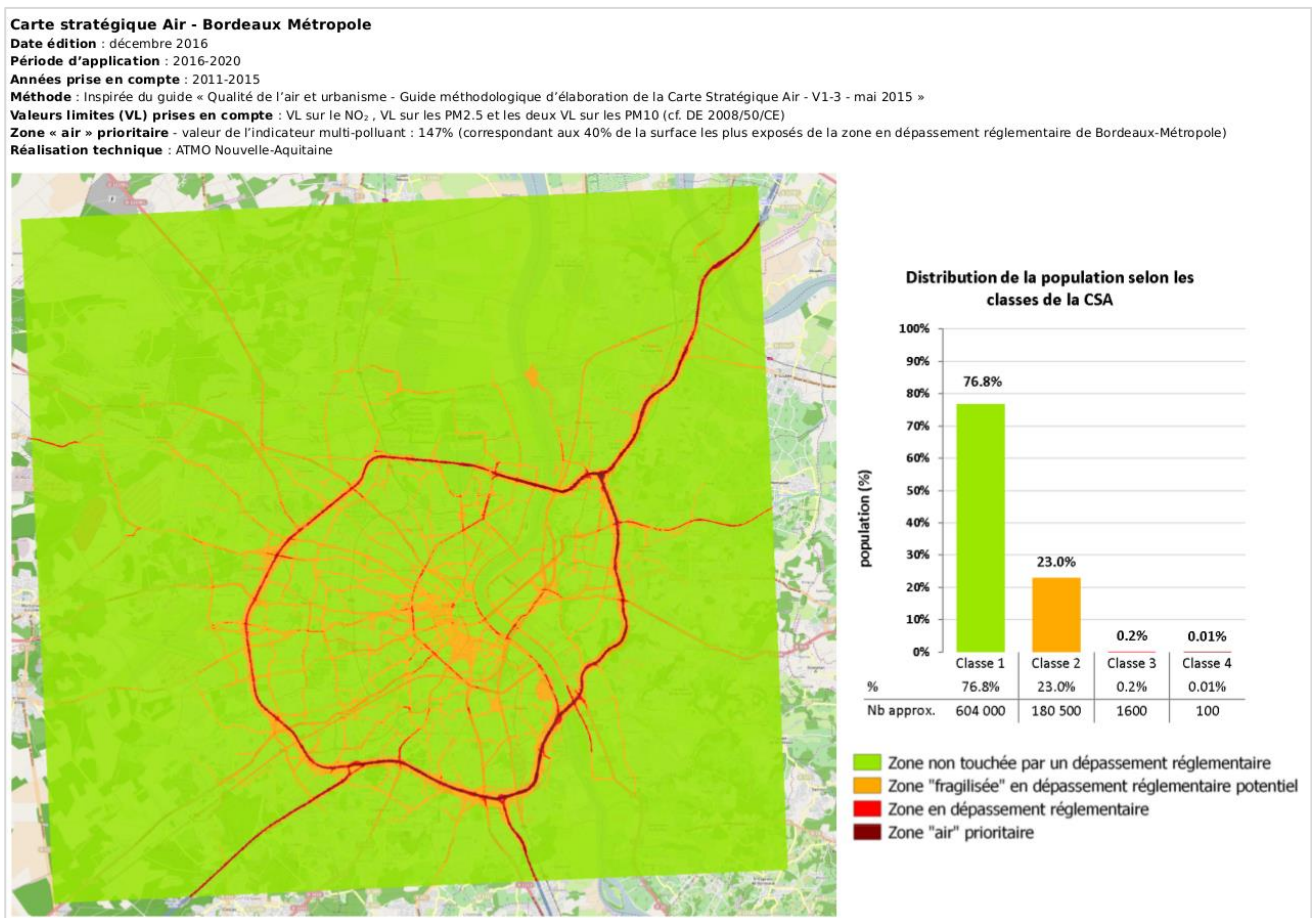 Carte stratégique Air - Bordeaux Métropole
Date édition : décembre 2016
Période d'application : 2016-2020
Années prise en compte : 2011-2015
Méthode : Inspirée du guide « Qualité de l'air et urbanisme - Guide méthodologique d'élaboration de la Carte Stratégique Air - V1-3 - mai 2015 »
Valeurs limites (VL) prises en compte : VL sur le NO₂ , VL sur les PM2.5 et les deux VL sur les PM10 (cf. DE 2008/50/CE)
Zone « air » prioritaire - valeur de l'indicateur multi-polluant : 147% (correspondant aux 40% de la surface les plus exposés de la zone en dépassement réglementaire de Bordeaux-Métropole)
Réalisation technique : ATMO Nouvelle-Aquitaine
Distribution de la population selon les
classes de la CSA
population (%)
100%
90%
80%
70%
60%
50%
40%
30%
20%
10%
0%
76.8%
23.0%
0.2%
0.01%
Classe 1 Classe 2 Classe 3 Classe 4
% 76.8% 23.0% 0.2% 0.01%
Nb approx. 604 000 180 500 1600 100
Zone non touchée par un dépassement réglementaire
Zone "fragilisée" en dépassement réglementaire potentiel
Zone en dépassement réglementaire
Zone "air" prioritaire